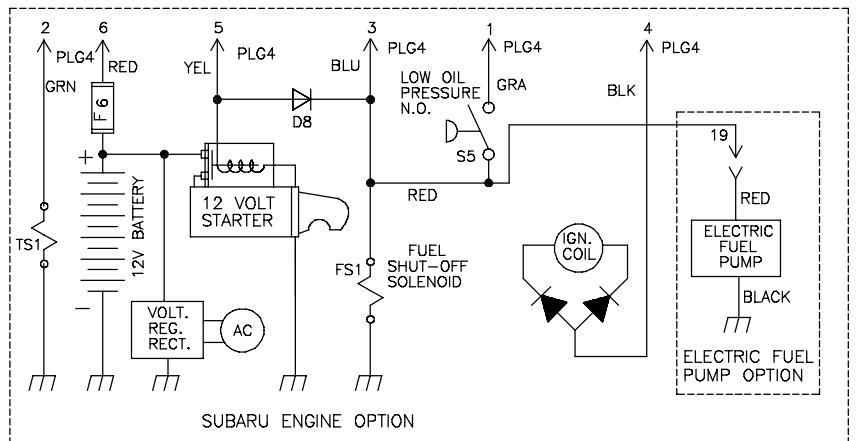 2
6
5
3
1
4
PLG4
PLG4
PLG4
PLG4
PLG4
RED
YEL
BLU
GRA
BLK
GRN
LOW OIL
PRESSURE
N.O.
F6
D8
S5
19
+
RED
RED
12 VOLT
STARTER
12V BATTERY
TS1
IGN.
COIL
ELECTRIC
FUEL
PUMP
FUEL
SHUT-OFF
SOLENOID
FS1
−
BLACK
VOLT.
REG.
RECT.
AC
ELECTRIC FUEL
PUMP OPTION
SUBARU ENGINE OPTION